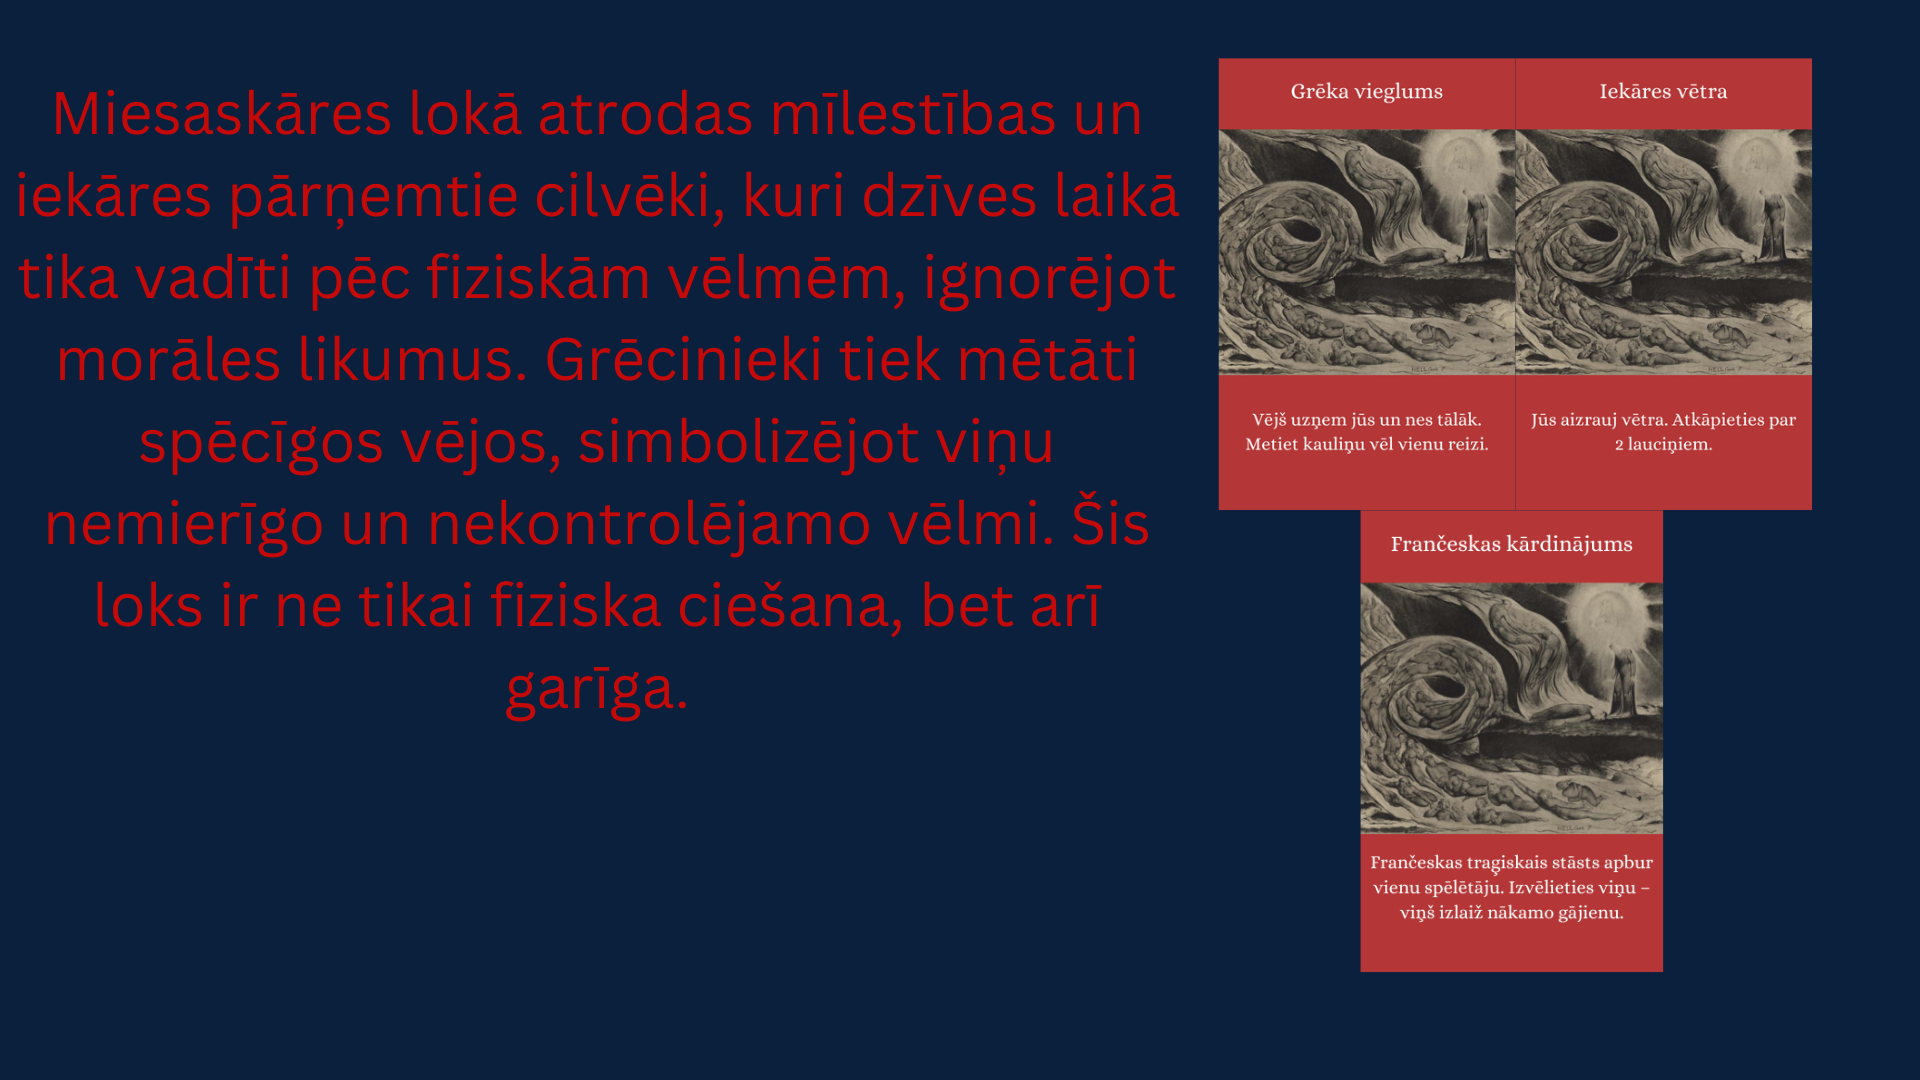 Miesaskāres lokā atrodas mīlestības un
iekāres pārņemtie cilvēki, kuri dzīves laikā
tika vadīti pēc fiziskām vēlmēm, ignorējot
morāles likumus. Grēcinieki tiek mētāti
spēcīgos vējos, simbolizējot viņu
nemierīgo un nekontrolējamo vēlmi. Šis
loks ir ne tikai fiziska ciešana, bet arī
garīga.
Grēka vieglums
Vējš uzņem jūs un nes tālāk.
Metiet kauliņu vēl vienu reizi.
Iekāres vētra
Jūs aizrauj vētra. Atkāpieties par
2 lauciņiem.
Frančeskas kārdinājums
Frančeskas traģiskais stāsts apbur
vienu spēlētāju. Izvēlieties viņu –
viņš izlaiž nākamo gājienu.